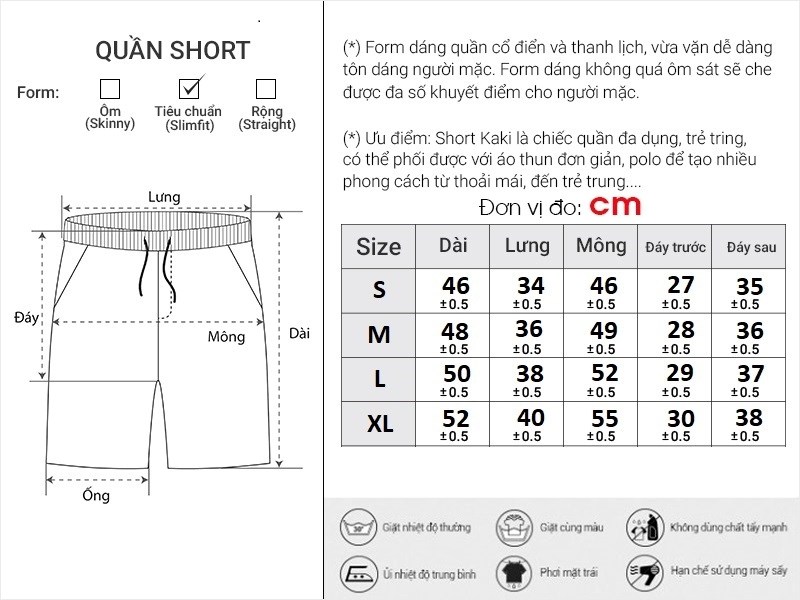 QUẦN SHORT
Form:
Ôm
(Skinny)
Tiêu chuẩn
(Slimfit)
Rộng
(Straight)
Lưng
Đáy
Mông
Dài
Ống
(*) Form dáng quần cổ điển và thanh lịch, vừa vặn dễ dàng
tôn dáng người mặc. Form dáng không quá ôm sát sẽ che
được đa số khuyết điểm cho người mặc.
(*) Ưu điểm: Short Kaki là chiếc quần đa dụng, trẻ tring,
có thể phối được với áo thun đơn giản, polo để tạo nhiều
phong cách từ thoải mái, đến trẻ trung....
Đơn vị đo: cm
Size Dài Lưng Mông Đáy trước Đáy sau
S 46 34 46 27 35
±0.5 ±0.5 ±0.5 ±0.5 ±0.5
M 48 36 49 28 36
±0.5 ±0.5 ±0.5 ±0.5 ±0.5
L 50 38 52 29 37
±0.5 ±0.5 ±0.5 ±0.5 ±0.5
XL 52 40 55 30 38
±0.5 ±0.5 ±0.5 ±0.5 ±0.5
30°
Giặt nhiệt độ thường
Giặt cùng màu
Không dùng chất tẩy mạnh
Ủi nhiệt độ trung bình
Phơi mặt trái
Hạn chế sử dụng máy sấy